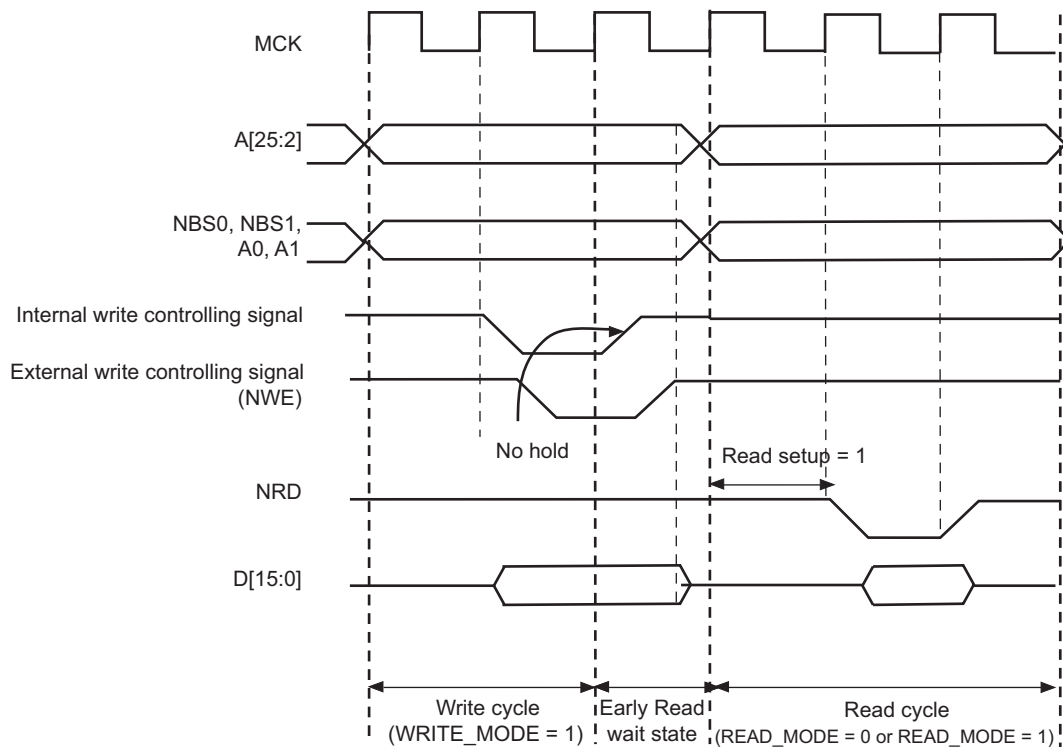 MCK
A[25:2]
NBS0, NBS1,
A0, A1
Internal write controlling signal
External write controlling signal
(NWE)
No hold
Read setup = 1
NRD
D[15:0]
Write cycle
(WRITE_MODE = 1)
Early Read
wait state
Read cycle
(READ_MODE = 0 or READ_MODE = 1)